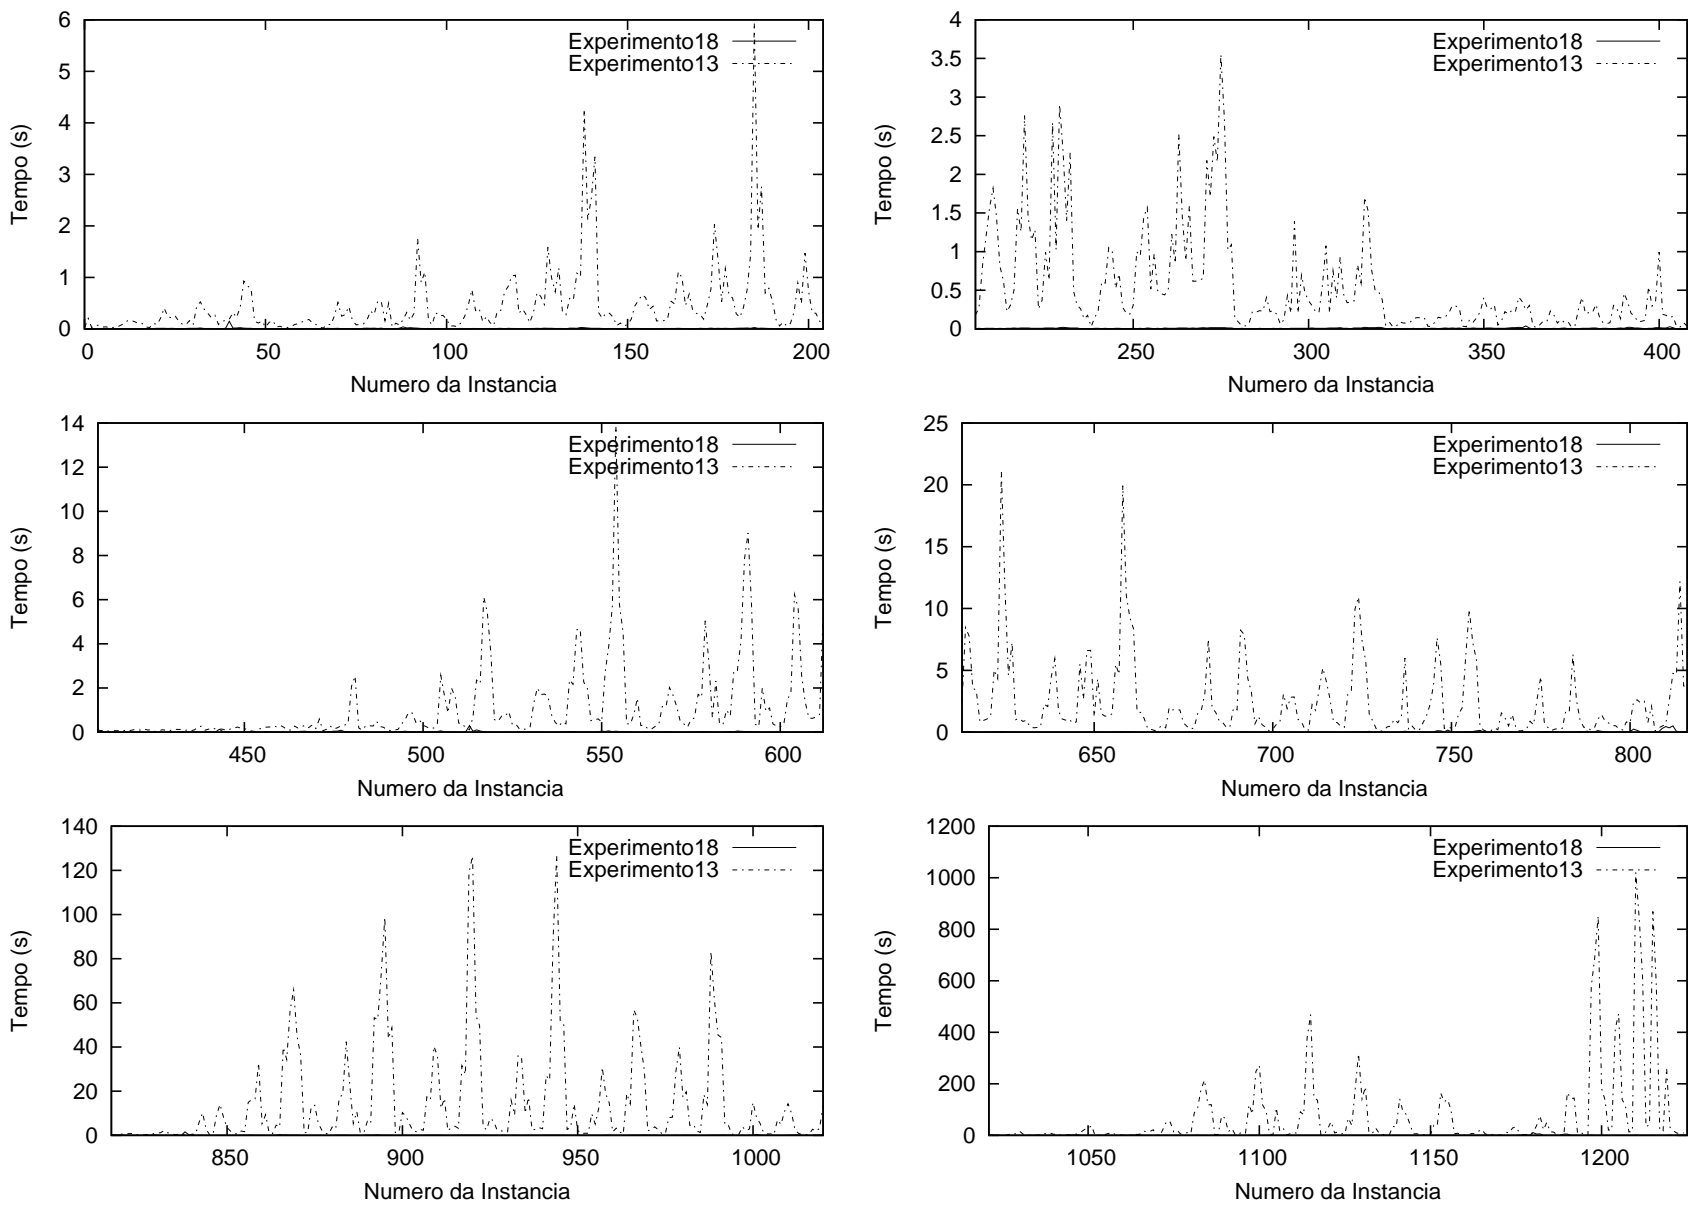 6
5
4
3
2
1
0
0 50 100 150 200
Tempo (s)
Numero da Instancia
Experimento18
Experimento13
4
3.5
3
2.5
2
1.5
1
0.5
0
250 300 350 400
Tempo (s)
Numero da Instancia
Experimento18
Experimento13
14
12
10
8
6
4
2
0
450 500 550 600
Tempo (s)
Numero da Instancia
Experimento18
Experimento13
25
20
15
10
5
0
650 700 750 800
Tempo (s)
Numero da Instancia
Experimento18
Experimento13
140
120
100
80
60
40
20
0
850 900 950 1000
Tempo (s)
Numero da Instancia
Experimento18
Experimento13
1200
1000
800
600
400
200
0
1050 1100 1150 1200
Tempo (s)
Numero da Instancia
Experimento18
Experimento13